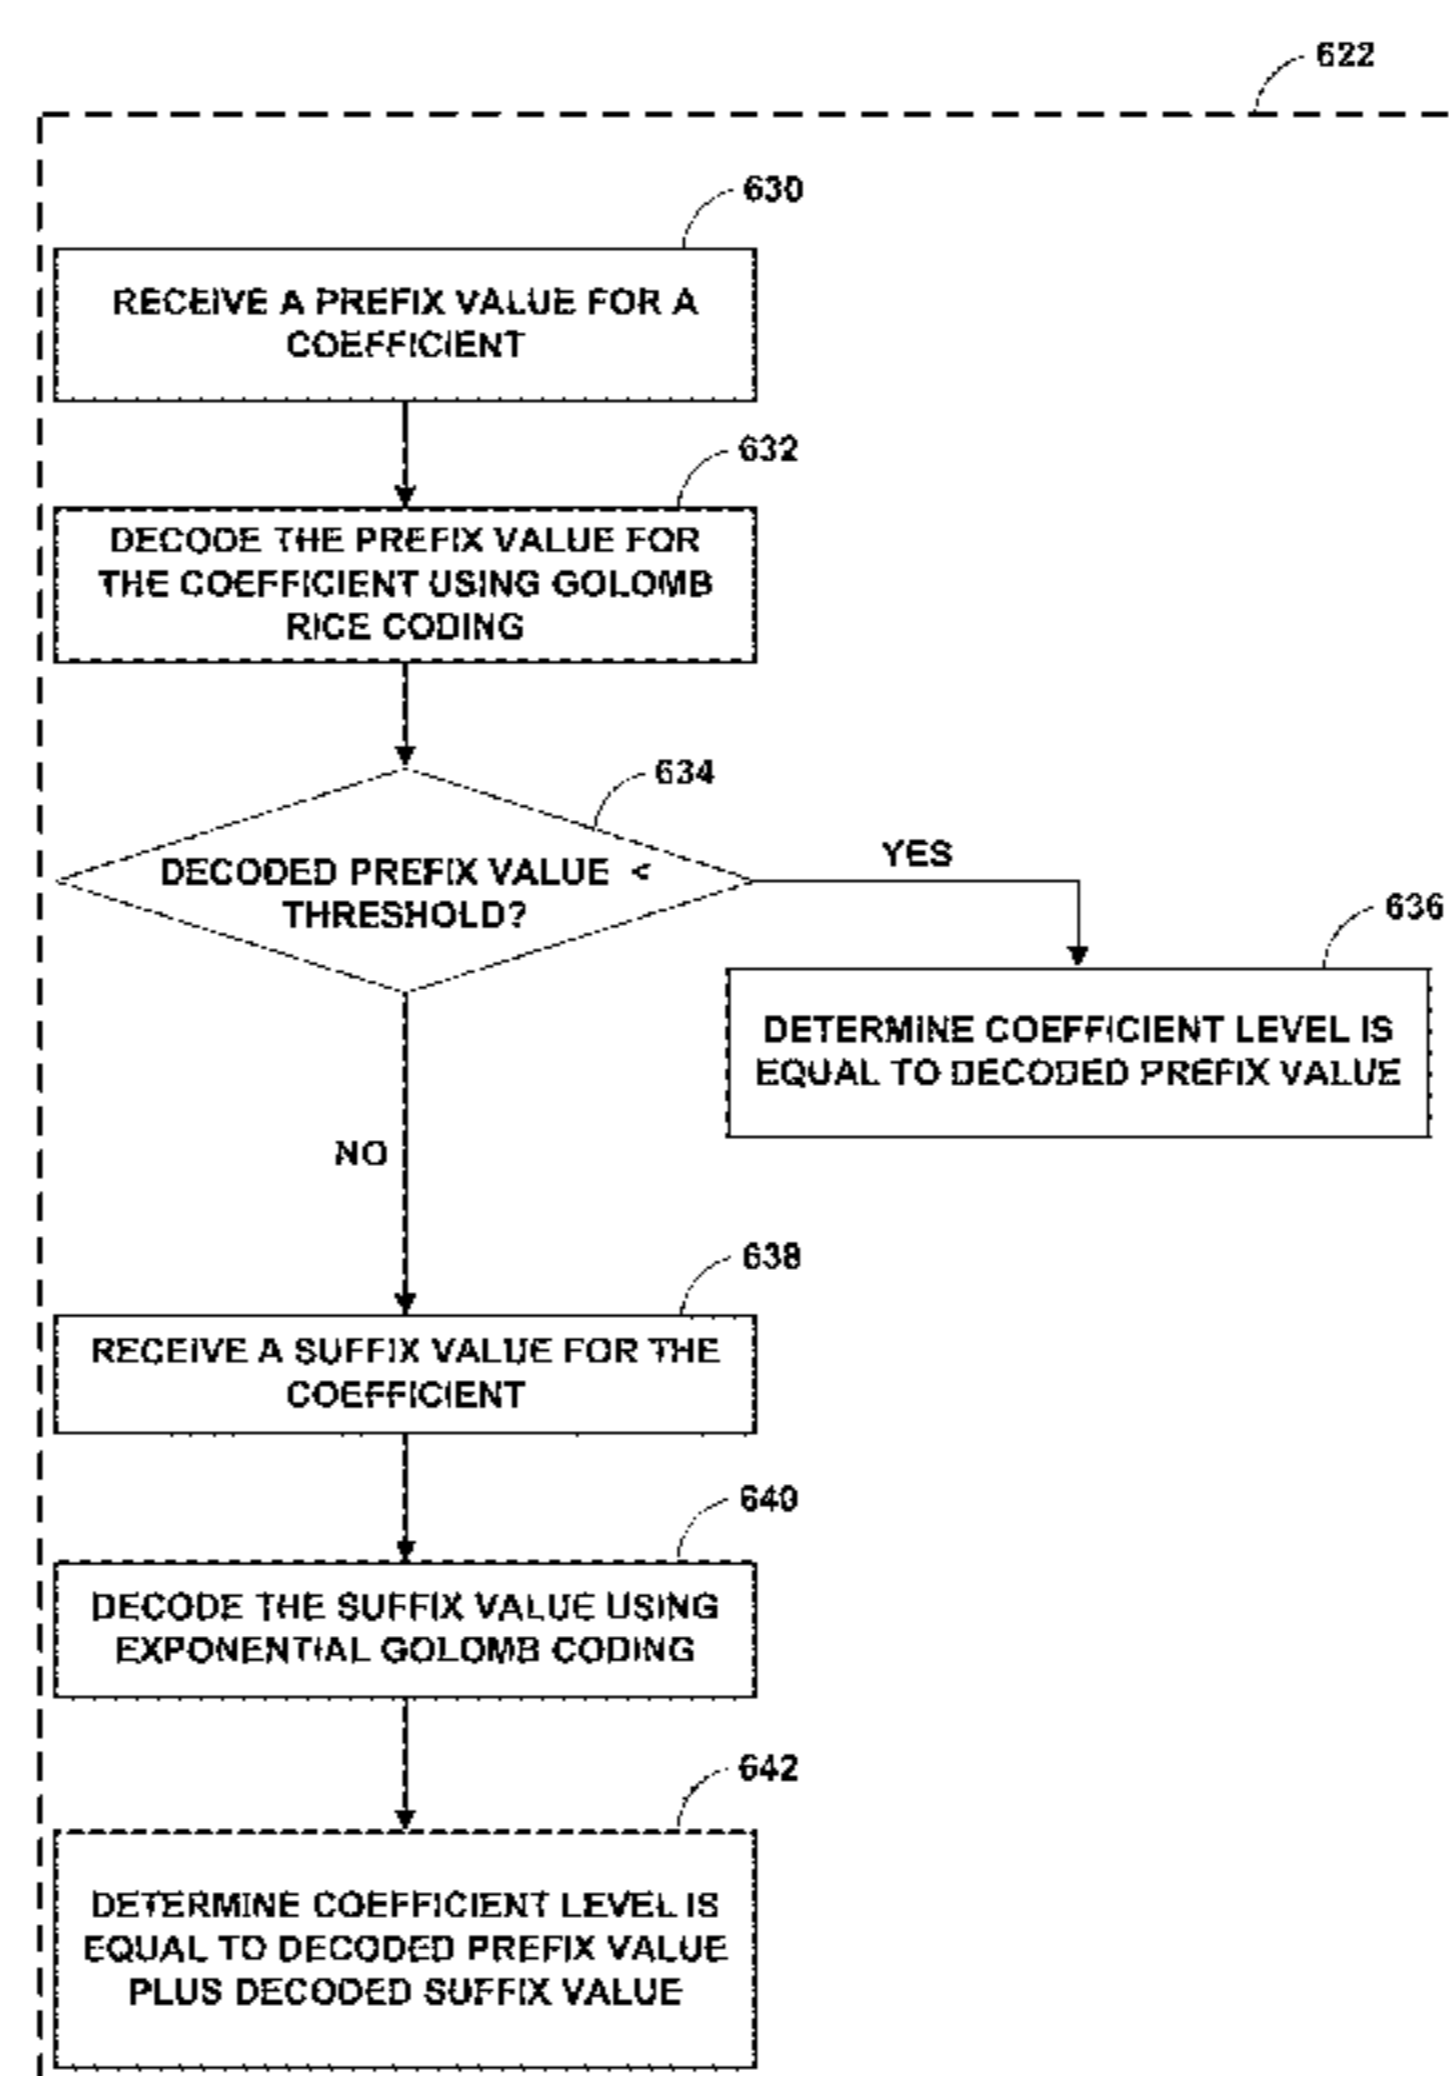 622
630
RECEIVE A PREFIX VALUE FOR A
COEFFICIENT
632
DECODE THE PREFIX VALUE FOR
THE COEFFICIENT USING GOLOMB
RICE CODING
634
DECODED PREFIX VALUE <
THRESHOLD?
YES
636
DETERMINE COEFFICIENT LEVEL IS
EQUAL TO DECODED PREFIX VALUE
NO
638
RECEIVE A SUFFIX VALUE FOR THE
COEFFICIENT
640
DECODE THE SUFFIX VALUE USING
EXPONENTIAL GOLOMB CODING
642
DETERMINE COEFFICIENT LEVEL IS
EQUAL TO DECODED PREFIX VALUE
PLUS DECODED SUFFIX VALUE